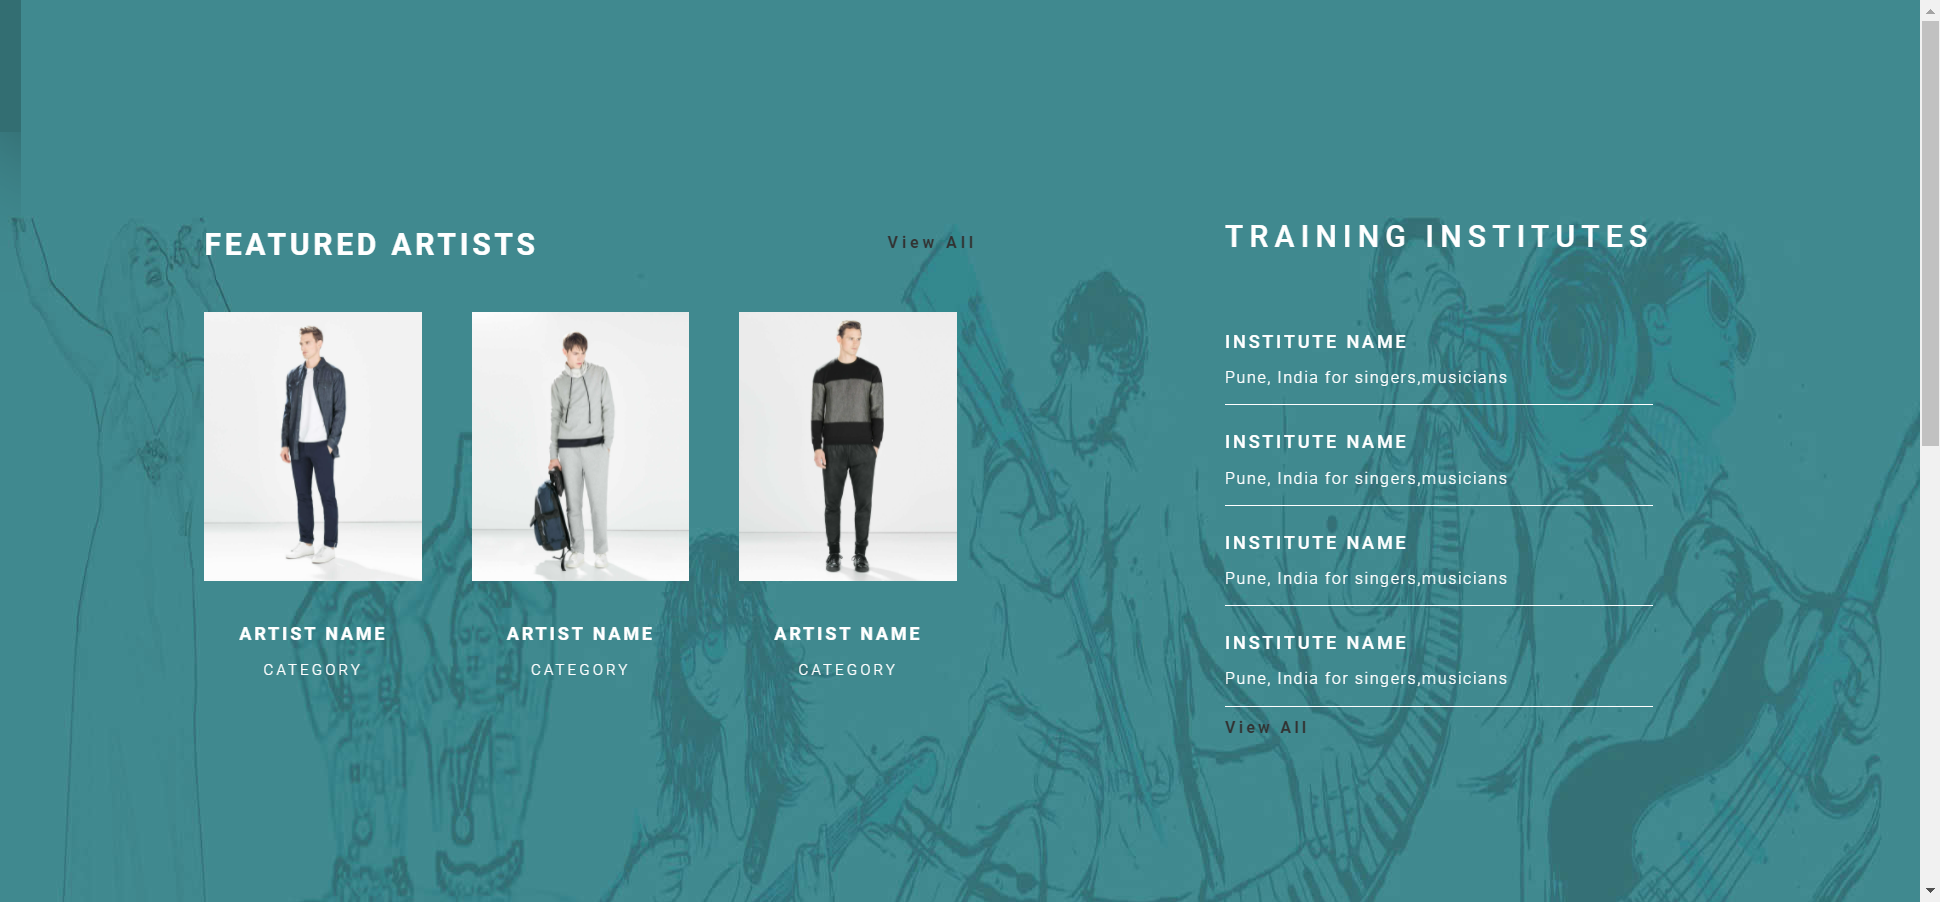 FEATURED ARTISTS
View All
ARTIST NAME
CATEGORY
ARTIST NAME
CATEGORY
ARTIST NAME
CATEGORY
TRAINING INSTITUTES
INSTITUTE NAME
Pune, India for singers,musicians
INSTITUTE NAME
Pune, India for singers,musicians
INSTITUTE NAME
Pune, India for singers,musicians
INSTITUTE NAME
Pune, India for singers,musicians
View All